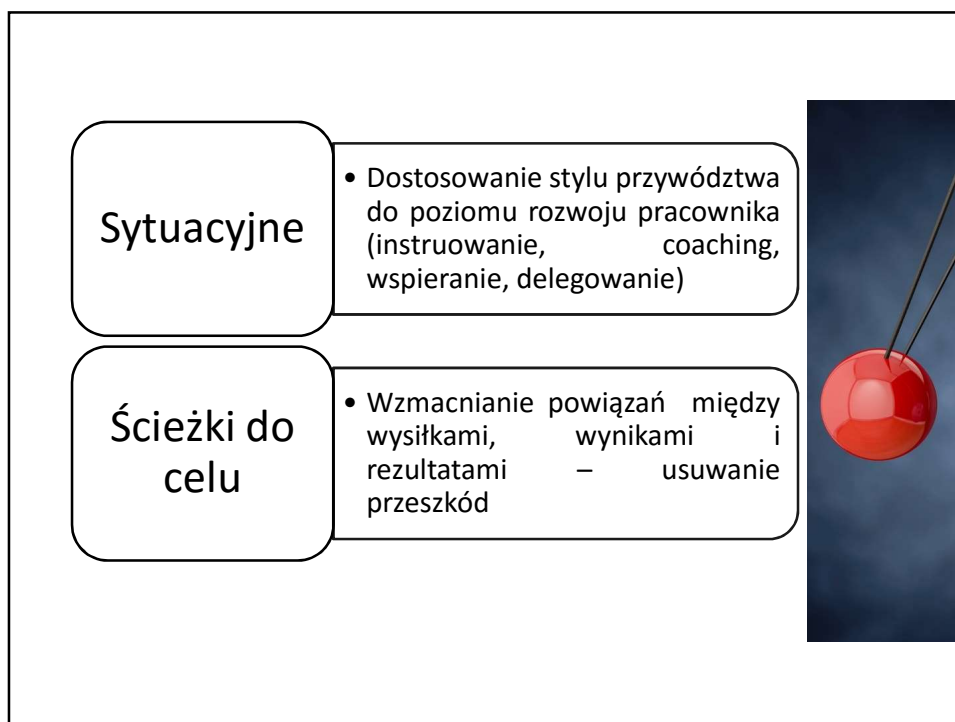 Sytuacyjne
• Dostosowanie stylu przywództwa
do poziomu rozwoju pracownika
(instruowanie, coaching,
wspieranie, delegowanie)
Ścieżki do
celu
• Wzmacnianie powiązań między
wysiłkami, wynikami i
rezultatami – usuwanie
przeszkód